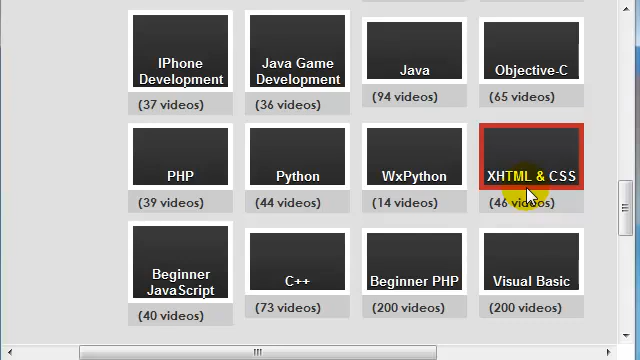 IPhone
Development
(37 videos)
Java Game
Development
(36 videos)
Java
(94 videos)
Objective-C
(65 videos)
PHP
(39 videos)
Python
(44 videos)
WxPython
(14 videos)
XHTML & CSS
(46 videos)
Beginner
JavaScript
(40 videos)
C++
(73 videos)
Beginner PHP
(200 videos)
Visual Basic
(200 videos)